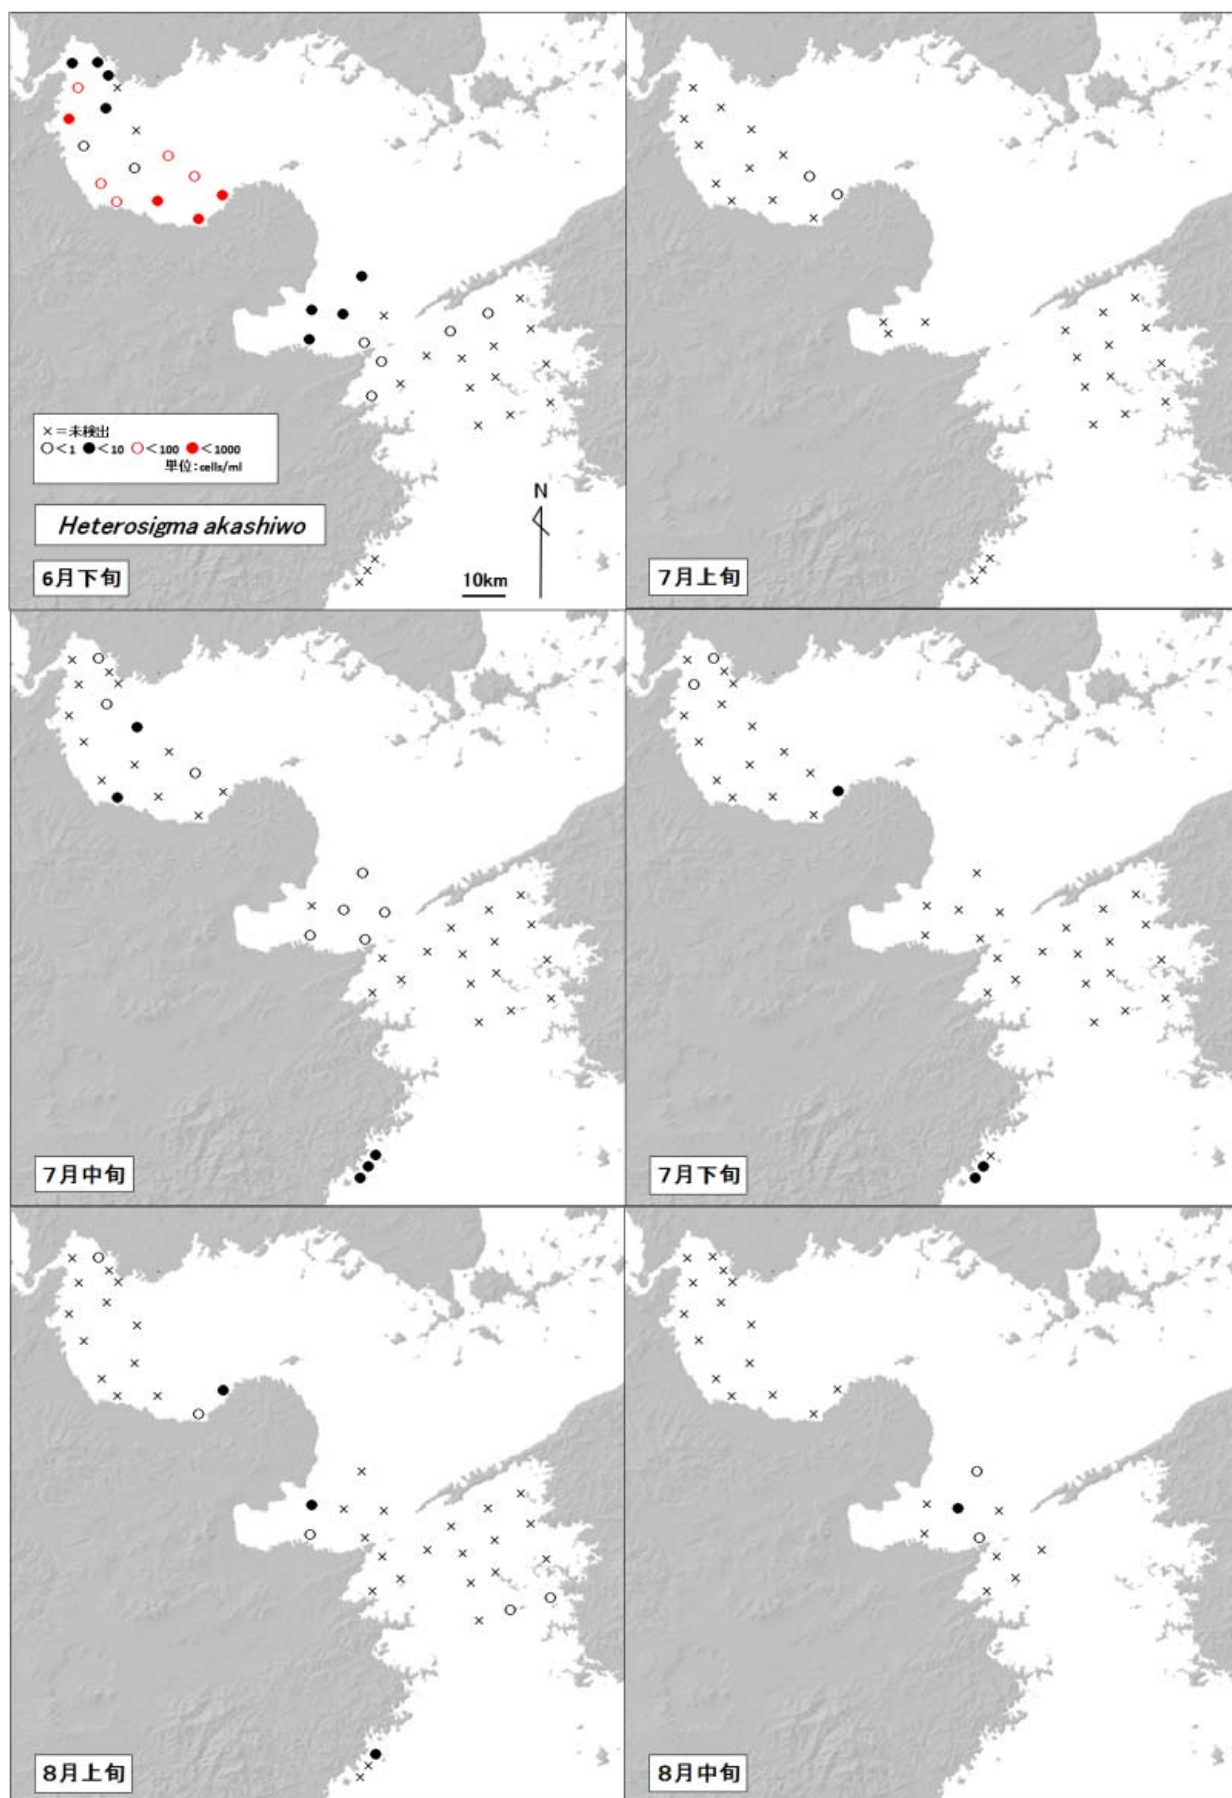 ×=未検出
○<1 ●<10 ○<100 ●<1000
単位:cells/ml
Heterosigma akashiwo
6月下旬
10km
N
7月上旬
7月中旬
7月下旬
8月上旬
8月中旬